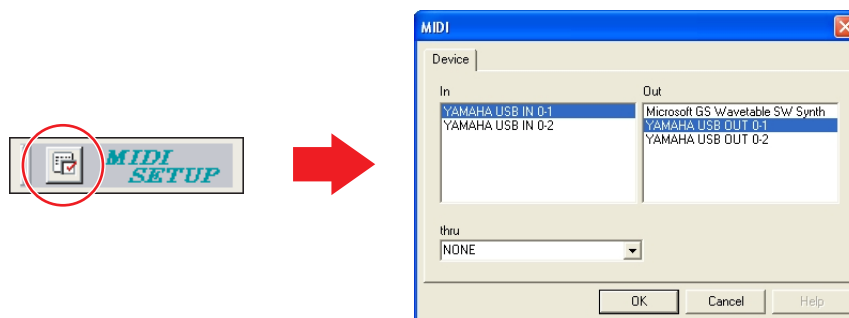 MIDI
SETUP
MIDI
Device
In
Out
YAMAHA USB IN 0-1
YAMAHA USB IN 0-2
Microsoft GS Wavetable SW Synth
YAMAHA USB OUT 0-1
YAMAHA USB OUT 0-2
thru
NONE
OK
Cancel
Help